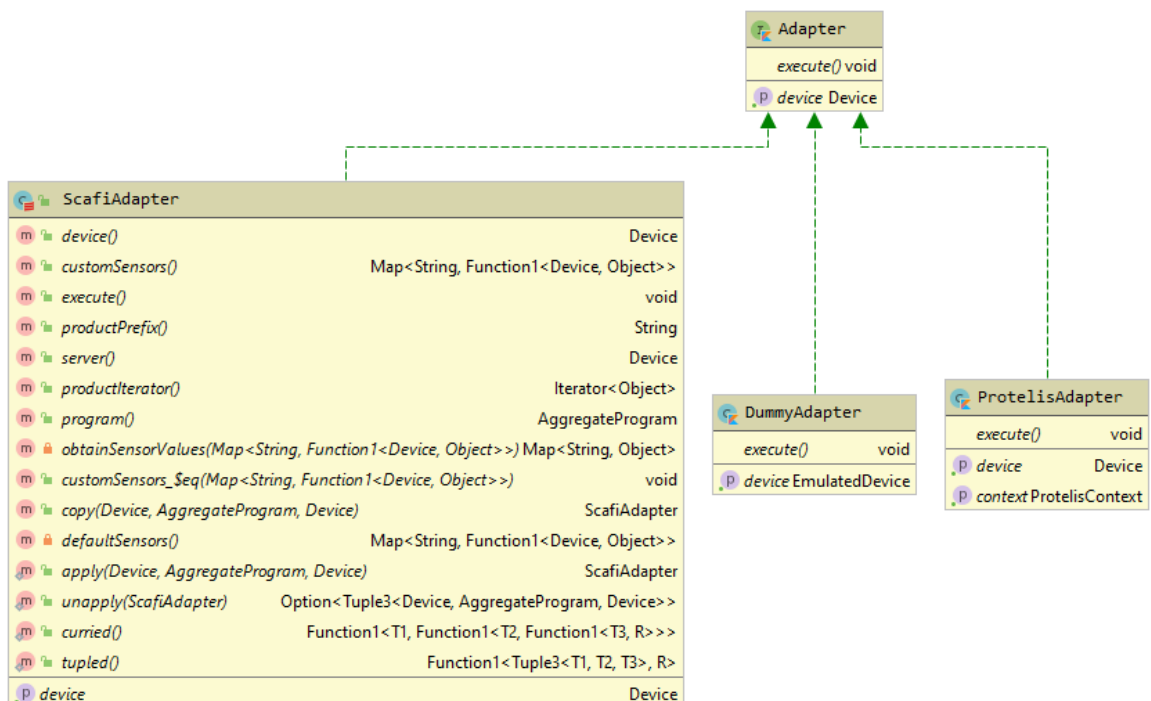 Adapter
execute() void
device Device
ScafiAdapter
device() Device
customSensors() Map<String, Function1<Device, Object>>
execute() void
productPrefix() String
server() Device
productIterator() Iterator<Object>
program() AggregateProgram
obtainSensorValues(Map<String, Function1<Device, Object>>) Map<String, Object>
customSensors_$eq(Map<String, Function1<Device, Object>>) void
copy(Device, AggregateProgram, Device) ScafiAdapter
defaultSensors() Map<String, Function1<Device, Object>>
apply(Device, AggregateProgram, Device) ScafiAdapter
unapply(ScafiAdapter) Option<Tuple3<Device, AggregateProgram, Device>>
curried() Function1<T1, Function1<T2, Function1<T3, R>>>
tupled() Function1<Tuple3<T1, T2, T3>, R>
device Device
DummyAdapter
execute() void
device EmulatedDevice
ProtelisAdapter
execute() void
device Device
context ProtelisContext